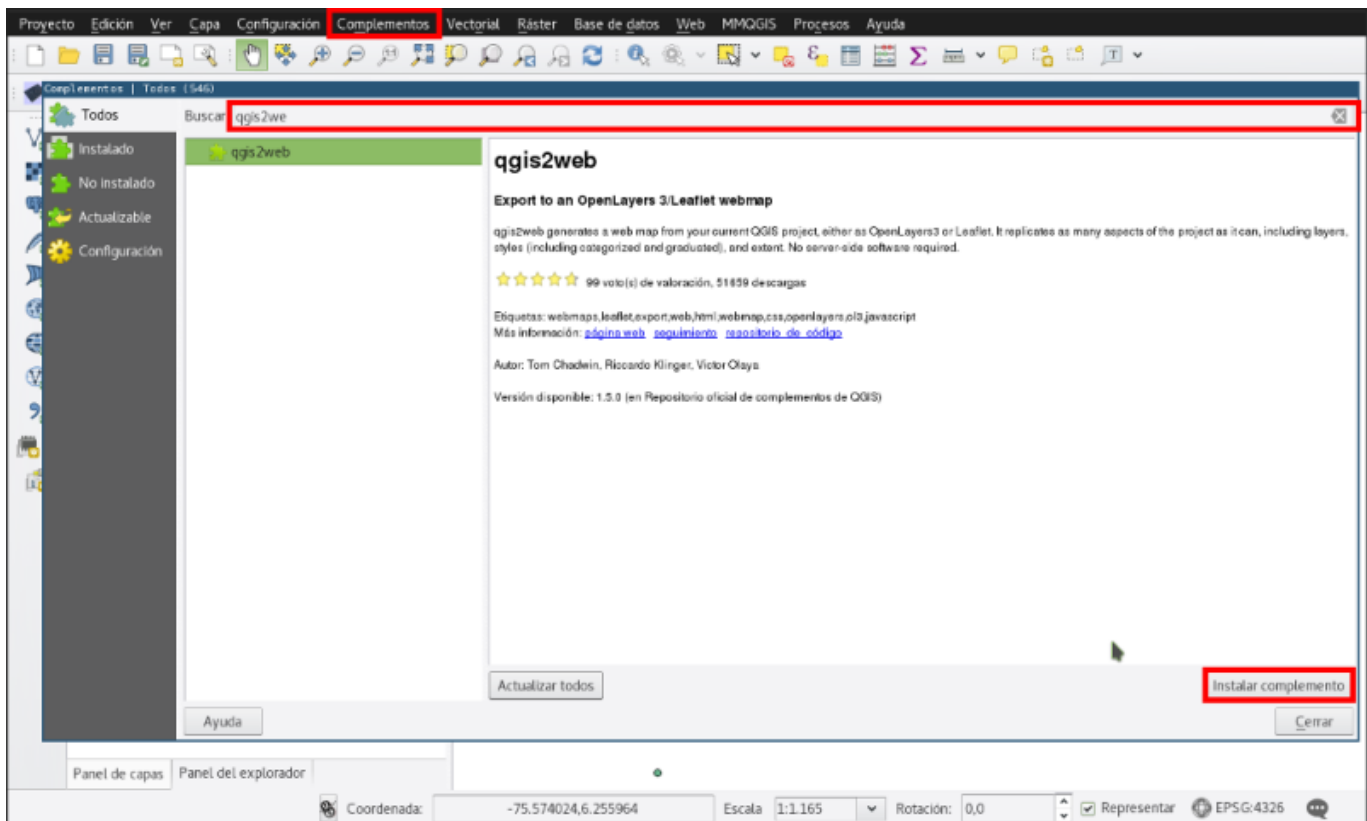 Proyecto Edición Ver Capa Configuración Complementos Vectorial Ráster Base de datos Web MMQGIS Procesos Ayuda
Complementos | Todos (546)
Todos
Buscar qgis2we
Instalado
No instalado
Actualizable
Configuración
qgis2web
qgis2web
Export to an OpenLayers 3/Leaflet webmap
qgis2web generates a web map from your current QGIS project, either as OpenLayers3 or Leaflet. It replicates as many aspects of the project as it can, including layers,
styles (including categorized and graduated), and extent. No server-side software required.
99 voto(s) de valoración, 51659 descargas
Etiquetas: webmaps,leaflet,export,web,html,webmap,css,openlayers,ol3,javascript
Más información: página web seguimiento repositorio de código
Autor: Tom Chadwin, Riccardo Klinger, Victor Olaya
Versión disponible: 1.5.0 (en Repositorio oficial de complementos de QGIS)
Actualizar todos
Instalar complemento
Ayuda
Cerrar
Panel de capas Panel del explorador
Coordenada: -75.574024,6.255964 Escala 1:1.165 Rotación: 0,0 Representar EPSG:4326